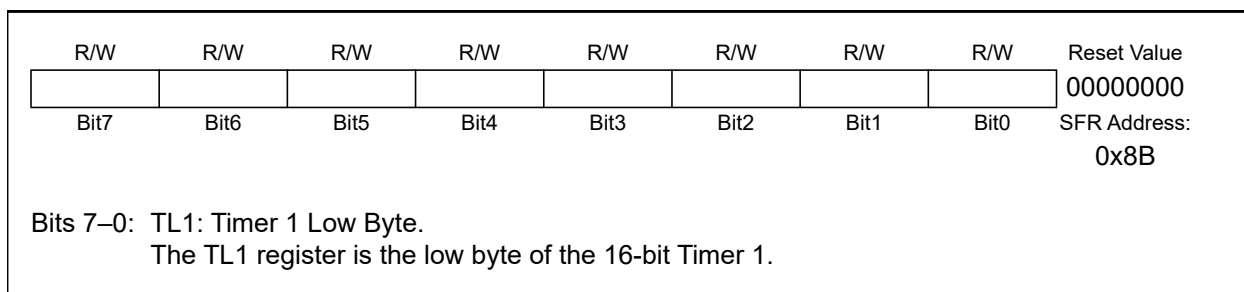 R/W R/W R/W R/W R/W R/W R/W R/W Reset Value
00000000
Bit7 Bit6 Bit5 Bit4 Bit3 Bit2 Bit1 Bit0 SFR Address:
0x8B
Bits 7–0: TL1: Timer 1 Low Byte.
The TL1 register is the low byte of the 16-bit Timer 1.